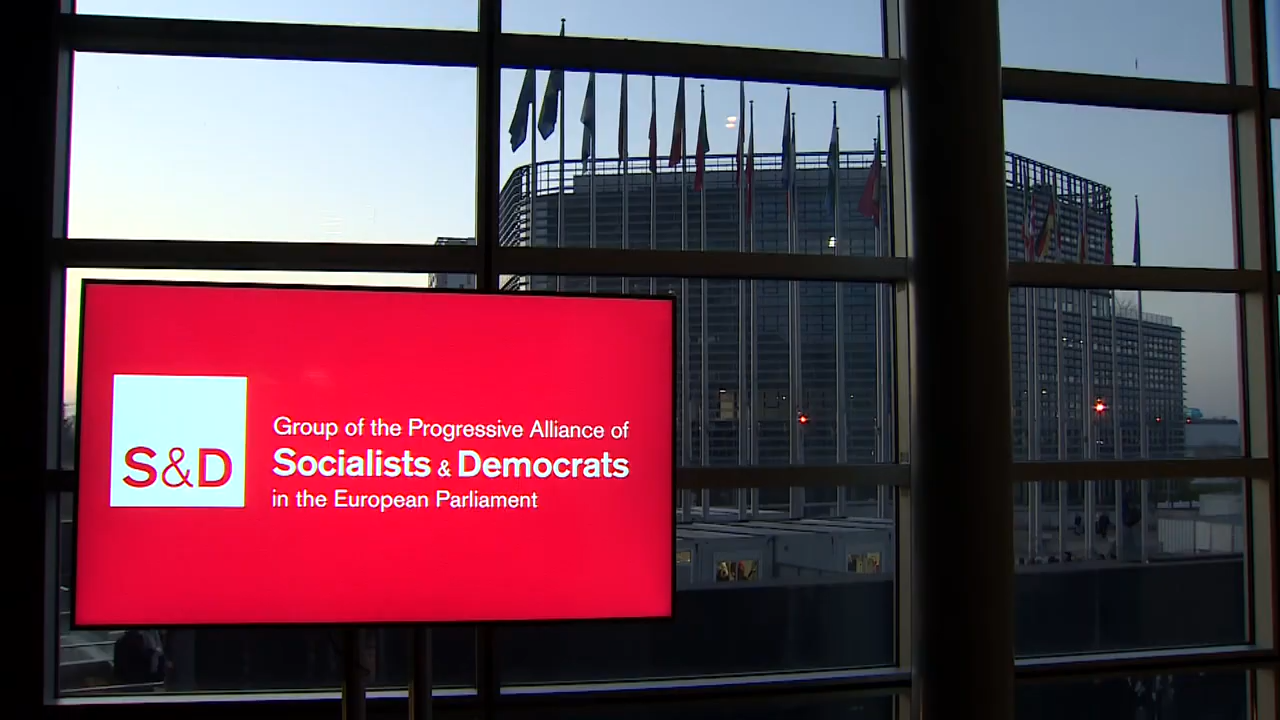 S&D
Group of the Progressive Alliance of
Socialists & Democrats
in the European Parliament